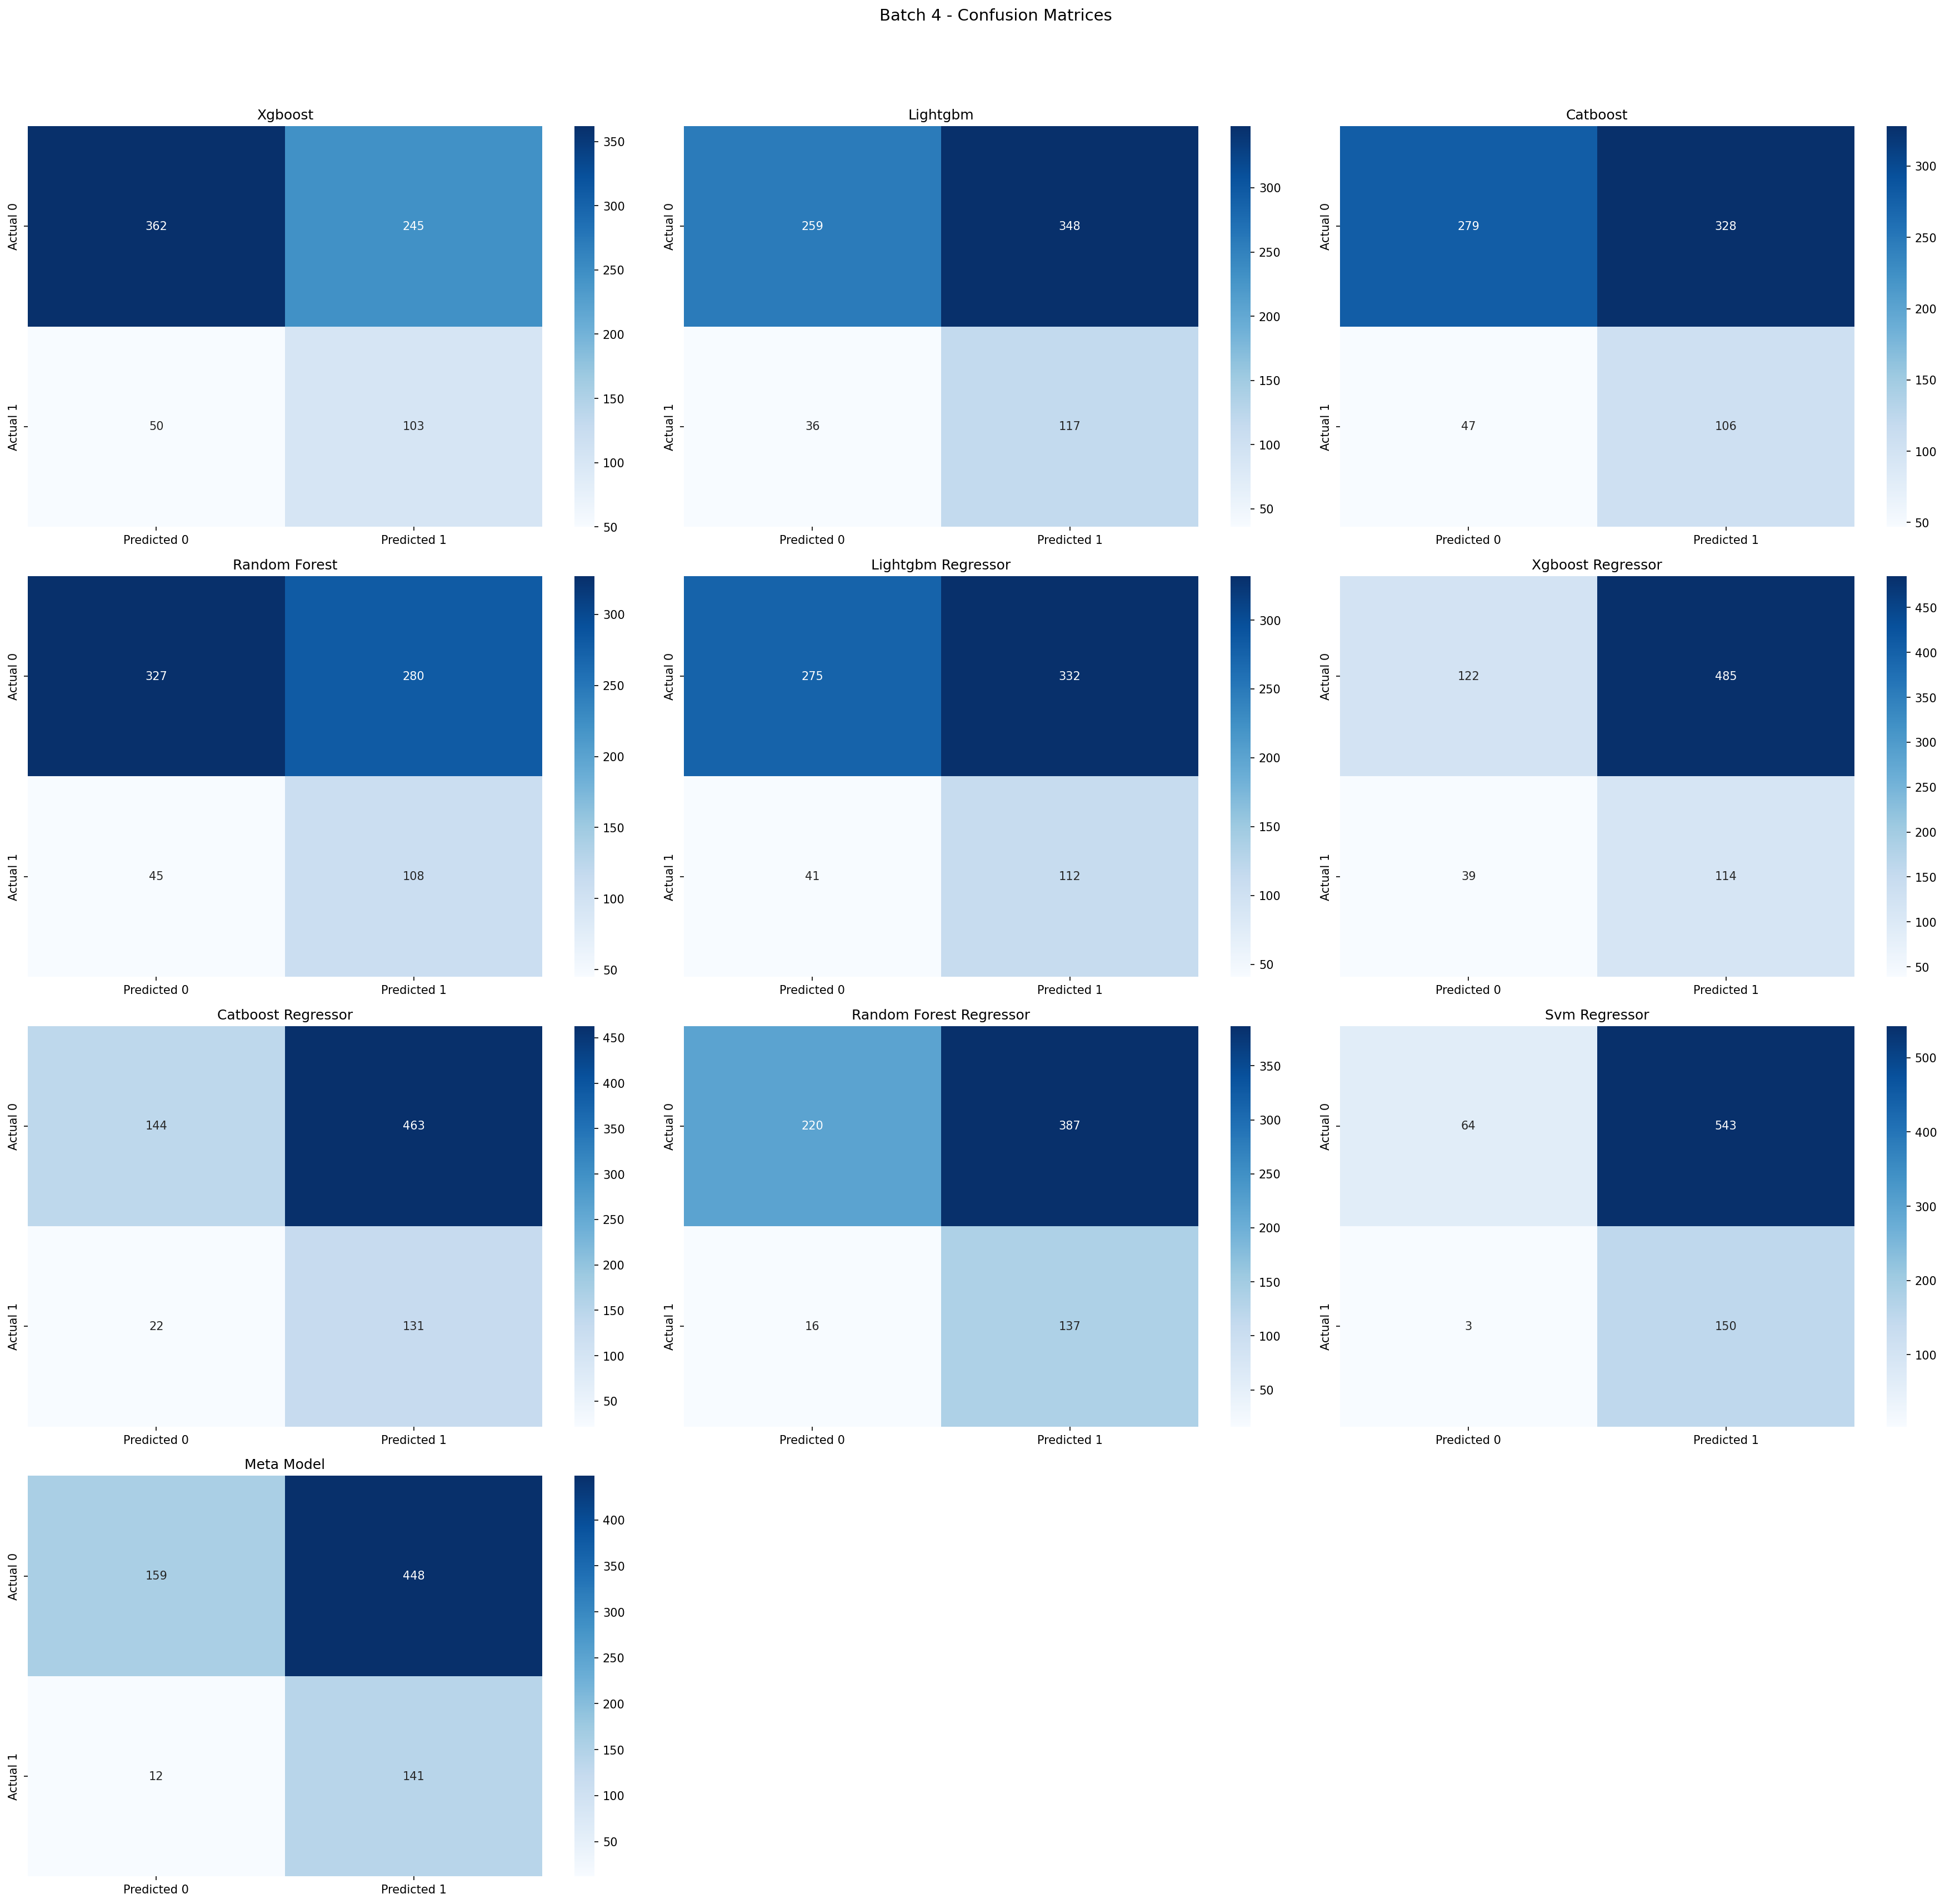 Batch 4 - Confusion Matrices
Xgboost
Actual 0
362
245
Actual 1
50
103
Predicted 0
Predicted 1
350
300
250
200
150
100
50
Lightgbm
Actual 0
259
348
Actual 1
36
117
Predicted 0
Predicted 1
300
250
200
150
100
50
Catboost
Actual 0
279
328
Actual 1
47
106
Predicted 0
Predicted 1
300
250
200
150
100
50
Random Forest
Actual 0
327
280
Actual 1
45
108
Predicted 0
Predicted 1
300
250
200
150
100
50
Lightgbm Regressor
Actual 0
275
332
Actual 1
41
112
Predicted 0
Predicted 1
300
250
200
150
100
50
Xgboost Regressor
Actual 0
122
485
Actual 1
39
114
Predicted 0
Predicted 1
450
400
350
300
250
200
150
100
50
Catboost Regressor
Actual 0
144
463
Actual 1
22
131
Predicted 0
Predicted 1
450
400
350
300
250
200
150
100
50
Random Forest Regressor
Actual 0
220
387
Actual 1
16
137
Predicted 0
Predicted 1
350
300
250
200
150
100
50
Svm Regressor
Actual 0
64
543
Actual 1
3
150
Predicted 0
Predicted 1
500
400
300
200
100
Meta Model
Actual 0
159
448
Actual 1
12
141
Predicted 0
Predicted 1
400
350
300
250
200
150
100
50